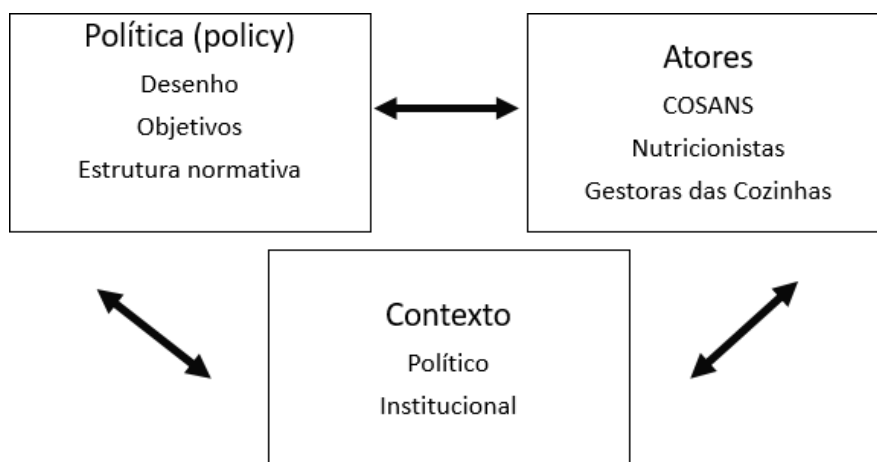 Política (policy)
Desenho
Objetivos
Estrutura normativa
Atores
COSANS
Nutricionistas
Gestoras das Cozinhas
Contexto
Político
Institucional